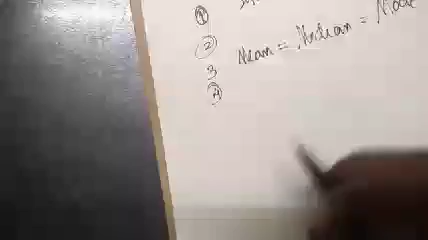 ①
② Mean = Median = Mode
3
④